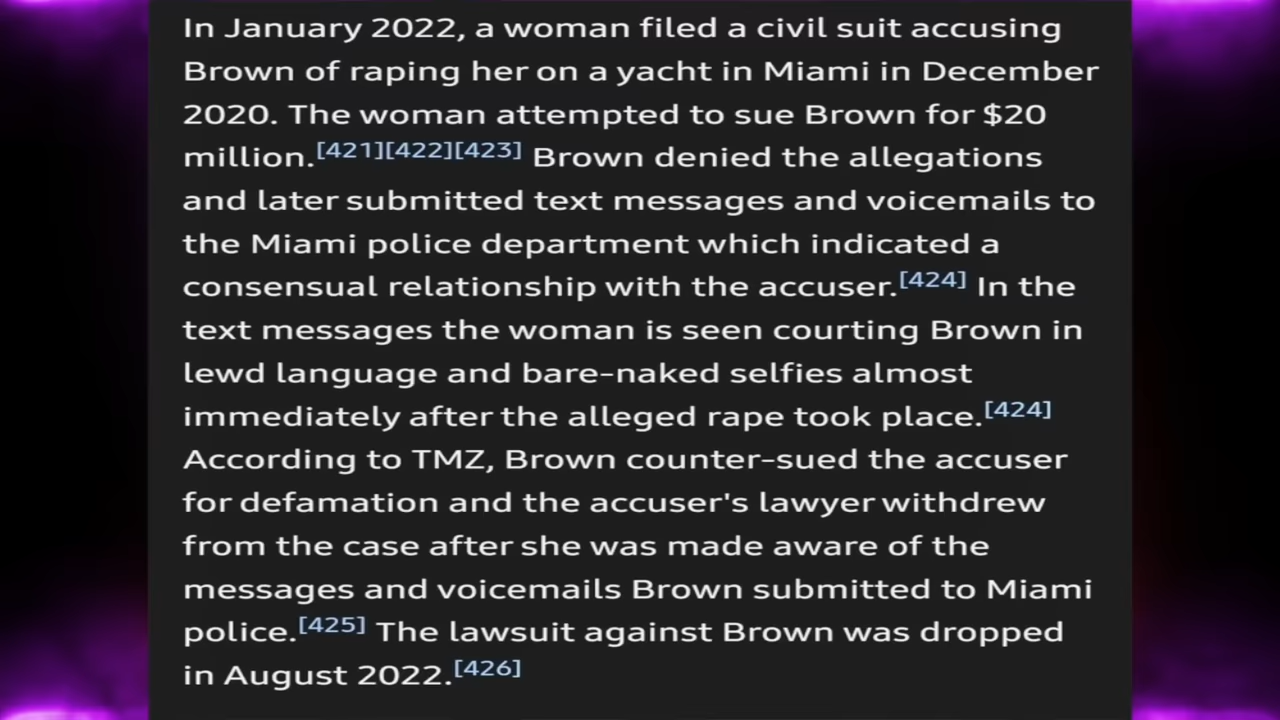 In January 2022, a woman filed a civil suit accusing
Brown of raping her on a yacht in Miami in December
2020. The woman attempted to sue Brown for $20
million.[421][422][423] Brown denied the allegations
and later submitted text messages and voicemails to
the Miami police department which indicated a
consensual relationship with the accuser.[424] In the
text messages the woman is seen courting Brown in
lewd language and bare-naked selfies almost
immediately after the alleged rape took place.[424]
According to TMZ, Brown counter-sued the accuser
for defamation and the accuser's lawyer withdrew
from the case after she was made aware of the
messages and voicemails Brown submitted to Miami
police.[425] The lawsuit against Brown was dropped
in August 2022.[426]